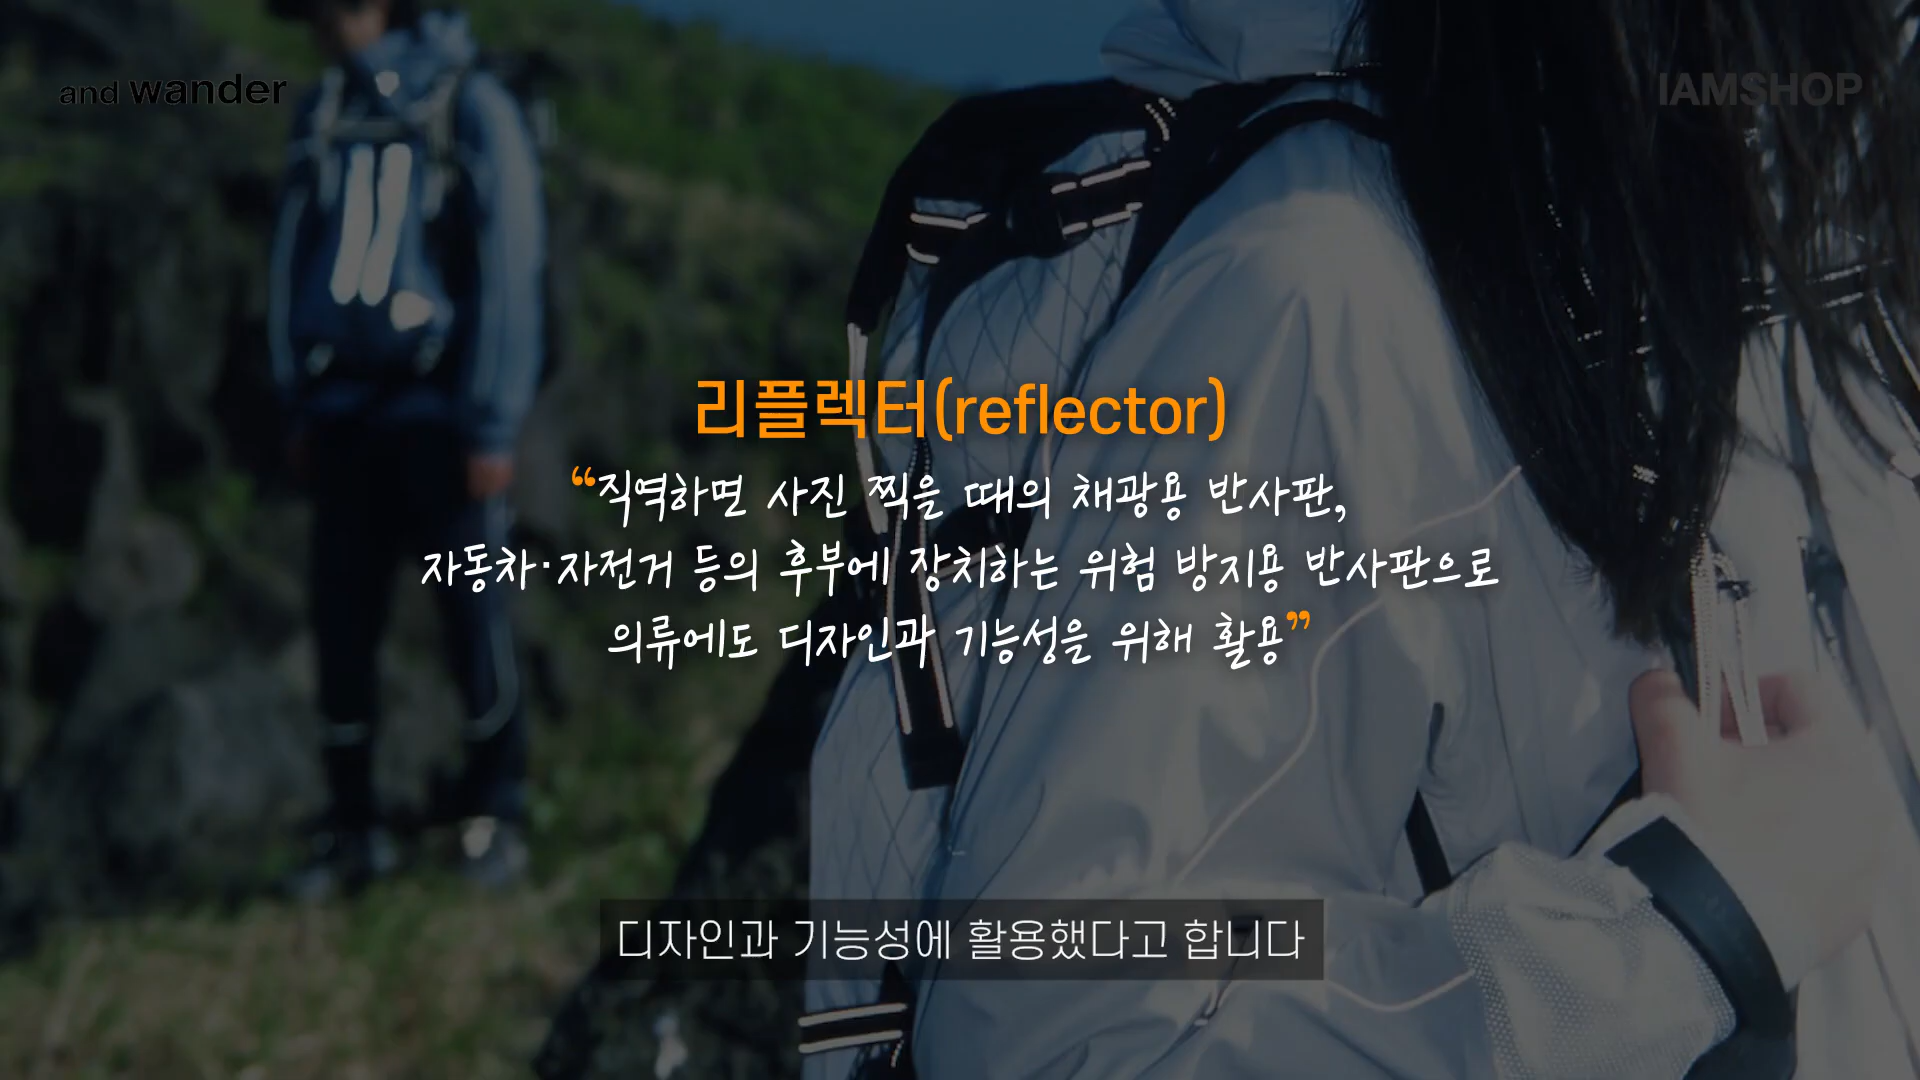 and wander
IAMSHOP
리플렉터(reflector)
“직역하면 사진 찍을 때의 채광용 반사판,
자동차·자전거 등의 후부에 장치하는 위험 방지용 반사판으로
의류에도 디자인과 기능성을 위해 활용”
디자인과 기능성에 활용했다고 합니다